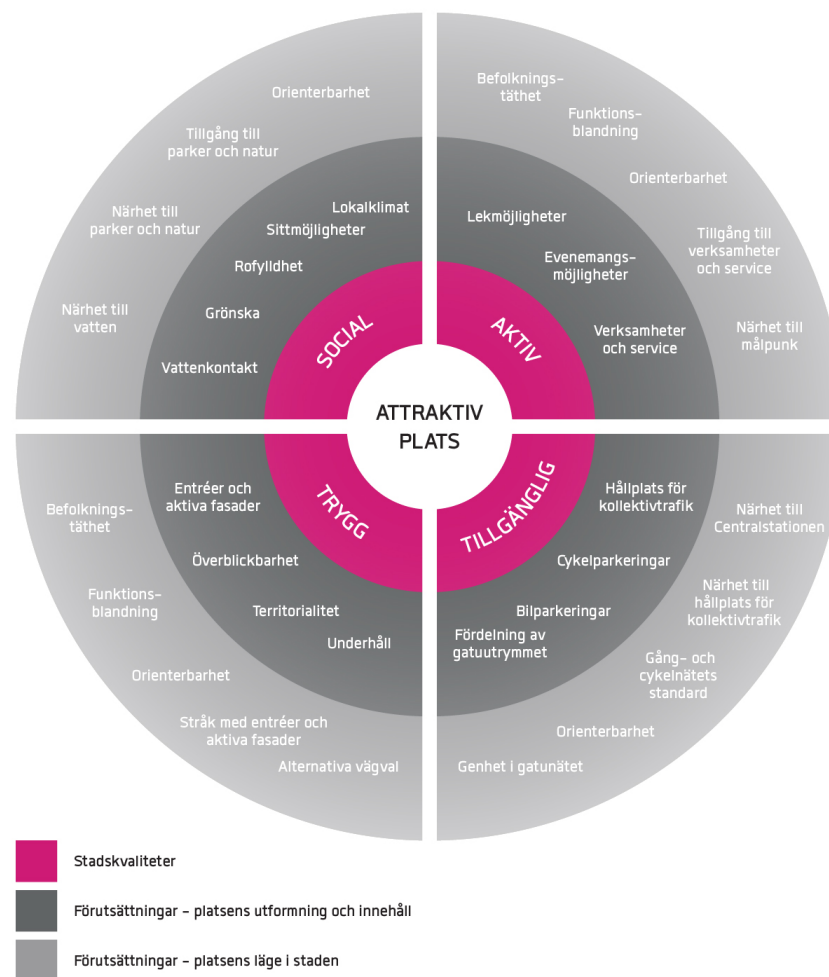 Orienterbarhet
Tillgång till
parker och natur
Närhet till
parker och natur
Närhet till
vatten
Lokalklimat
Sittmöjligheter
Rofylldhet
Grönska
Vattenkontakt
SOCIAL
Befolknings-
täthet
Funktions-
blandning
Orienterbarhet
Tillgång till
verksamheter
och service
Närhet till
målpunk
Lekmöjligheter
Evenemangs-
möjligheter
Verksamheter
och service
AKTIV
ATTRAKTIV
PLATS
TRYGG
Entréer och
aktiva fasader
Överblickbarhet
Territorialitet
Underhåll
Befolknings-
täthet
Funktions-
blandning
Orienterbarhet
Stråk med entréer och
aktiva fasader
Alternativa vägval
TILLGÄNGLIG
Hållplats för
kollektivtrafik
Cykelparkeringar
Bilparkeringar
Fördelning av
gatuutrymmet
Närhet till
Centralstationen
Närhet till
hållplats för
kollektivtrafik
Gång- och
cykelnätets
standard
Orienterbarhet
Genhet i gatunätet
Stadskvaliteter
Förutsättningar – platsens utformning och innehåll
Förutsättningar – platsens läge i staden